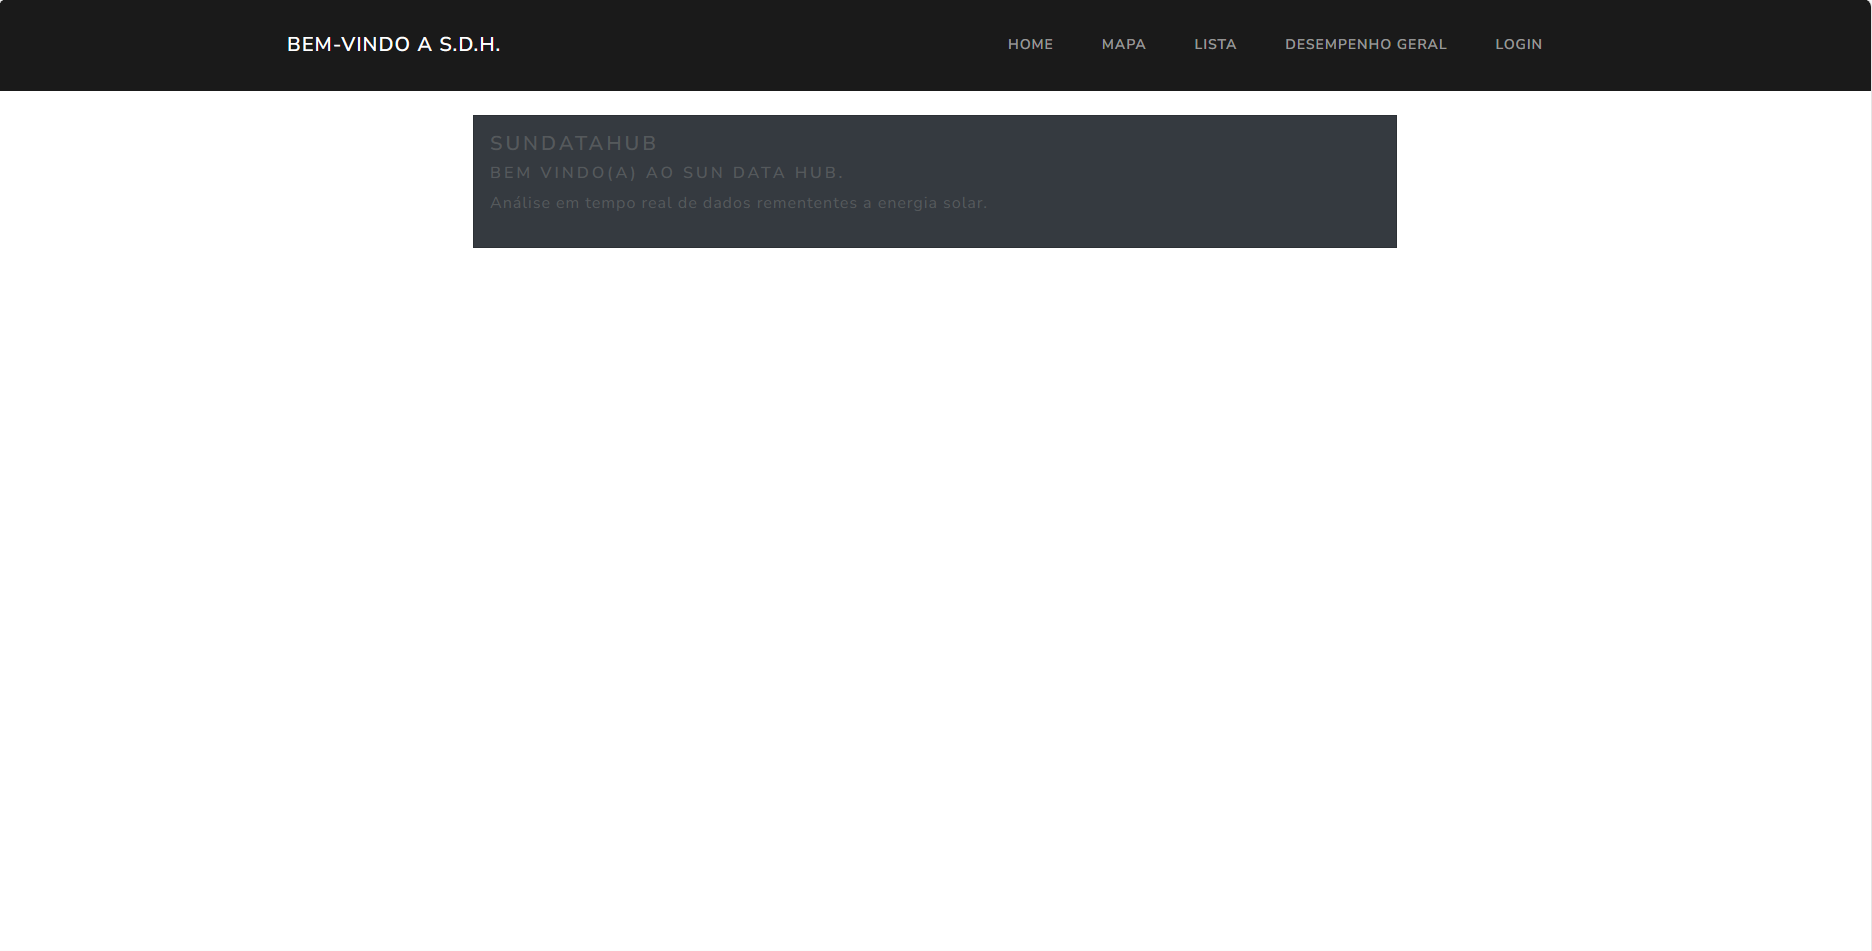 BEM-VINDO A S.D.H.
HOME MAPA LISTA DESEMPENHO GERAL LOGIN
SUNDATAHUB
BEM VINDO(A) AO SUN DATA HUB.
Análise em tempo real de dados remententes a energia solar.